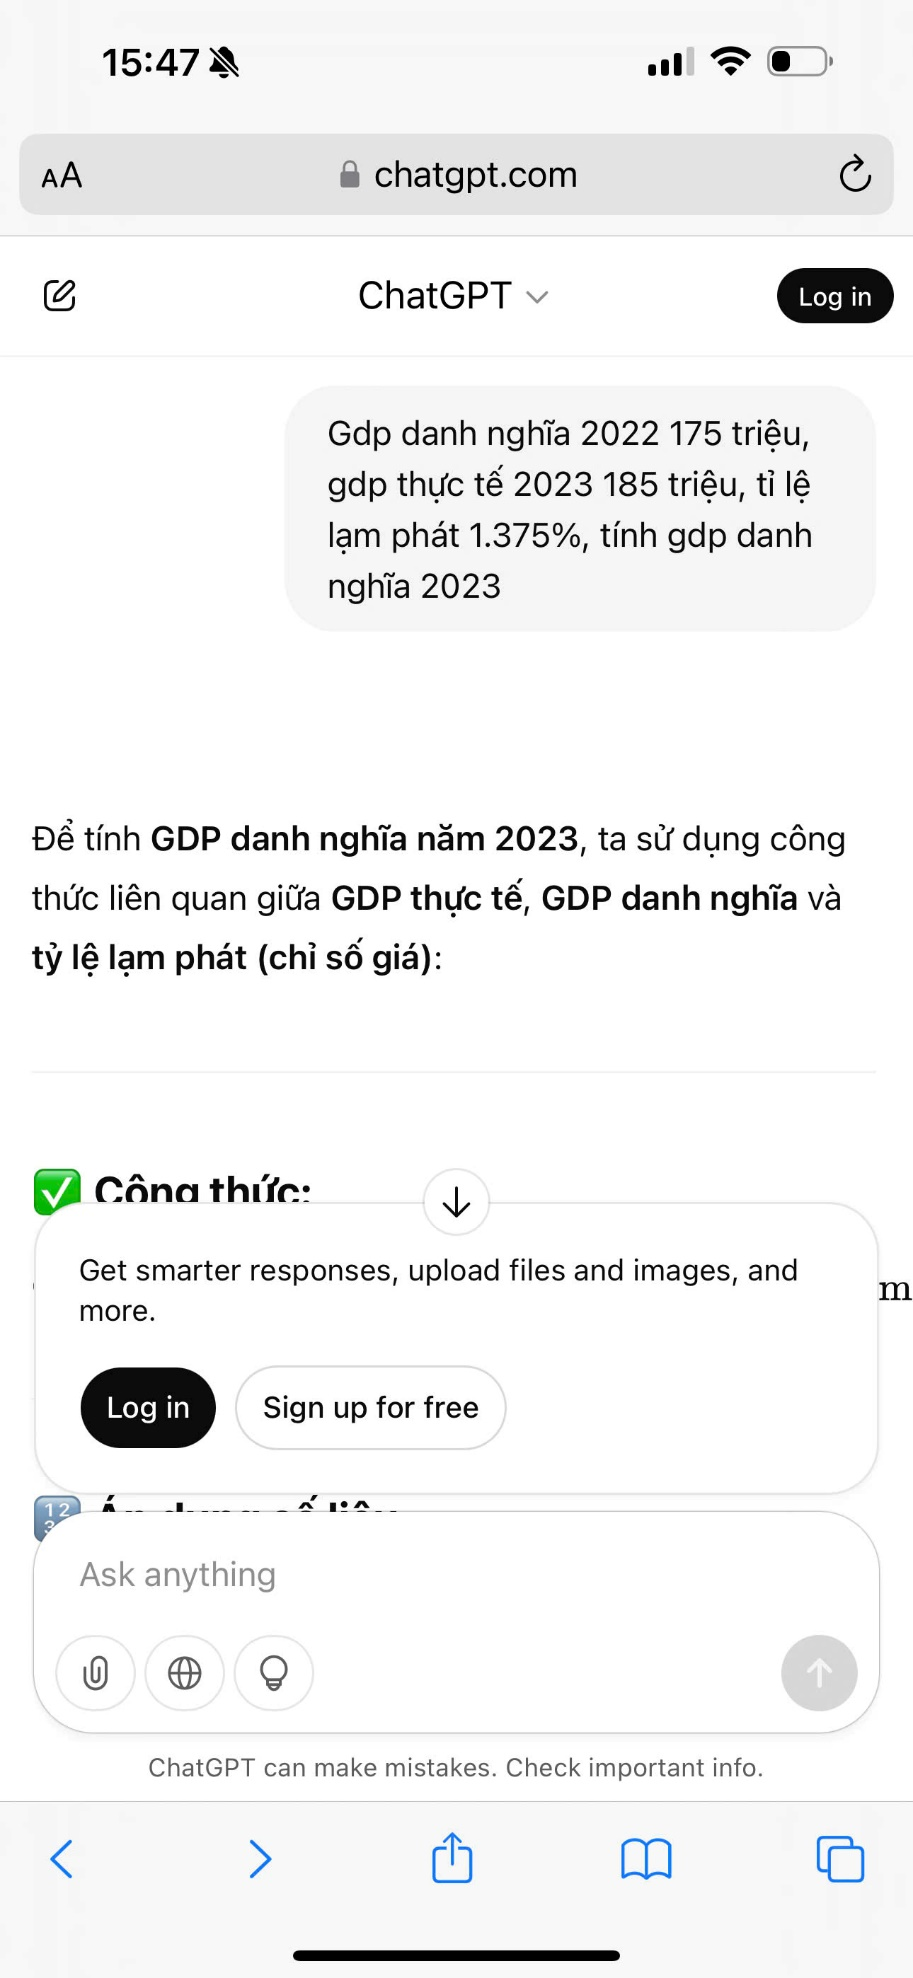 15:47
AA chatgpt.com
ChatGPT
Log in
Gdp danh nghĩa 2022 175 triệu,
gdp thực tế 2023 185 triệu, tỉ lệ
lạm phát 1.375%, tính gdp danh
nghĩa 2023
Để tính GDP danh nghĩa năm 2023, ta sử dụng công
thức liên quan giữa GDP thực tế, GDP danh nghĩa và
tỷ lệ lạm phát (chỉ số giá):
Công thức:
m
Get smarter responses, upload files and images, and
more.
Log in
Sign up for free
Ask anything
ChatGPT can make mistakes. Check important info.